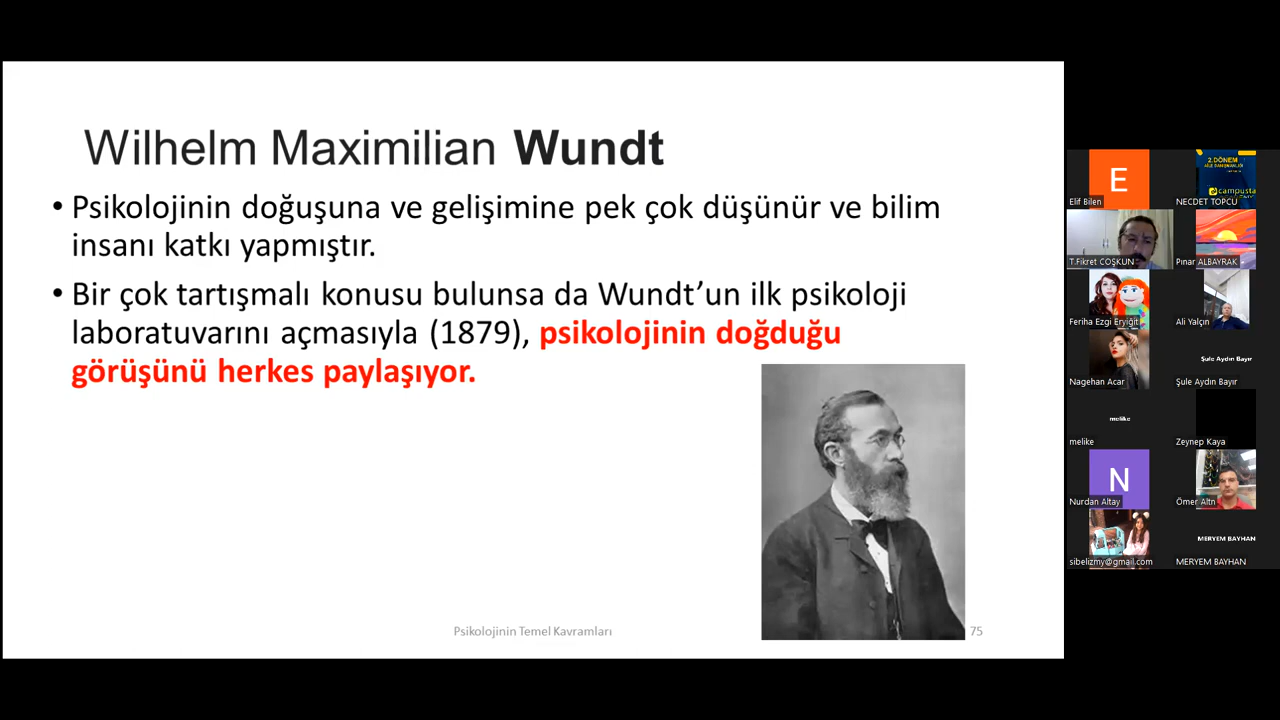 Wilhelm Maximilian Wundt
• Psikolojinin doğuşuna ve gelişimine pek çok düşünür ve bilim
insanı katkı yapmıştır.
• Bir çok tartışmalı konusu bulunsa da Wundt’un ilk psikoloji
laboratuvarını açmasıyla (1879), psikolojinin doğduğu
görüşünü herkes paylaşıyor.
Psikolojinin Temel Kavramları
75
E
Elif Bilen
2.DÖNEM
AİLE DANIŞMANLIĞI
campusta
NECDET TOPCU
T.Fikret COŞKUN
Pınar ALBAYRAK
Feriha Ezgi Eryiğit
Ali Yalçın
Nagehan Acar
Şule Aydın Bayır
Şule Aydın Bayır
melike
melike
Zeynep Kaya
N
Nurdan Altay
Ömer Altn
sibelizmy@gmail.com
MERYEM BAYHAN
MERYEM BAYHAN